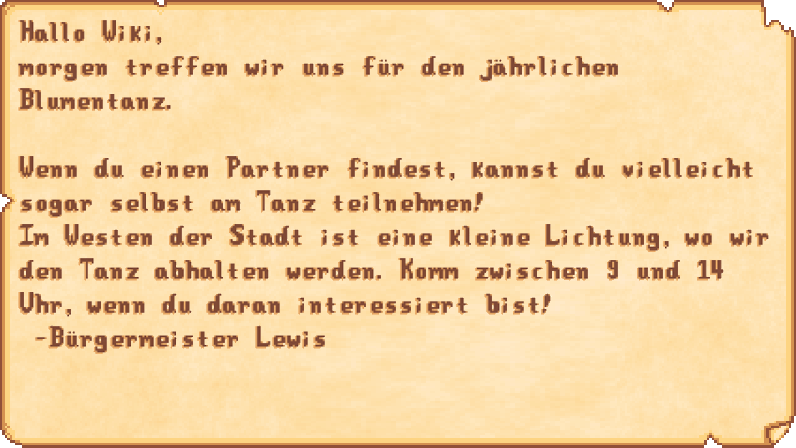 Hallo Wiki,
morgen treffen wir uns für den jährlichen
Blumentanz.
Wenn du einen Partner findest, kannst du vielleicht
sogar selbst am Tanz teilnehmen!
Im Westen der Stadt ist eine kleine Lichtung, wo wir
den Tanz abhalten werden. Komm zwischen 9 und 14
Uhr, wenn du daran interessiert bist!
-Bürgermeister Lewis